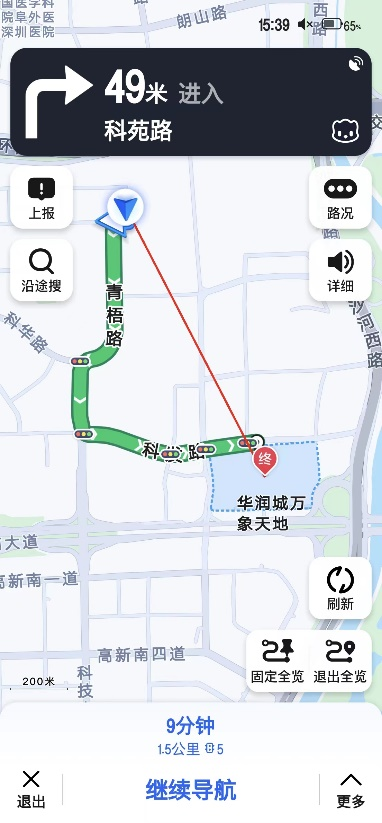 国医学科
院阜外医
深圳医院
朗山路
15:39
65%
西
49米 进入
科苑路
上报
路况
沿途搜
详细
青梧路
科华路
沙河西路
科发路
终
华润城万
象天地
大道
高新南一道
刷新
高新南四道
固定全览
退出全览
200米
科技
9分钟
1.5公里 5
退出
继续导航
更多